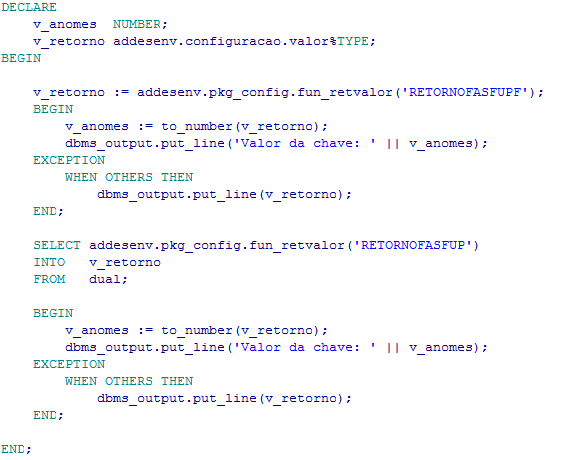 DECLARE
    v_anomes  NUMBER;
    v_retorno addesenv.configuracao.valor%TYPE;
BEGIN

    v_retorno := addesenv.pkg_config.fun_retvalor('RETORNOFASFUPF');
    BEGIN
        v_anomes := to_number(v_retorno);
        dbms_output.put_line('Valor da chave: ' || v_anomes);
    EXCEPTION
        WHEN OTHERS THEN
            dbms_output.put_line(v_retorno);
    END;

    SELECT addesenv.pkg_config.fun_retvalor('RETORNOFASFUP')
    INTO   v_retorno
    FROM   dual;

    BEGIN
        v_anomes := to_number(v_retorno);
        dbms_output.put_line('Valor da chave: ' || v_anomes);
    EXCEPTION
        WHEN OTHERS THEN
            dbms_output.put_line(v_retorno);
    END;

END;